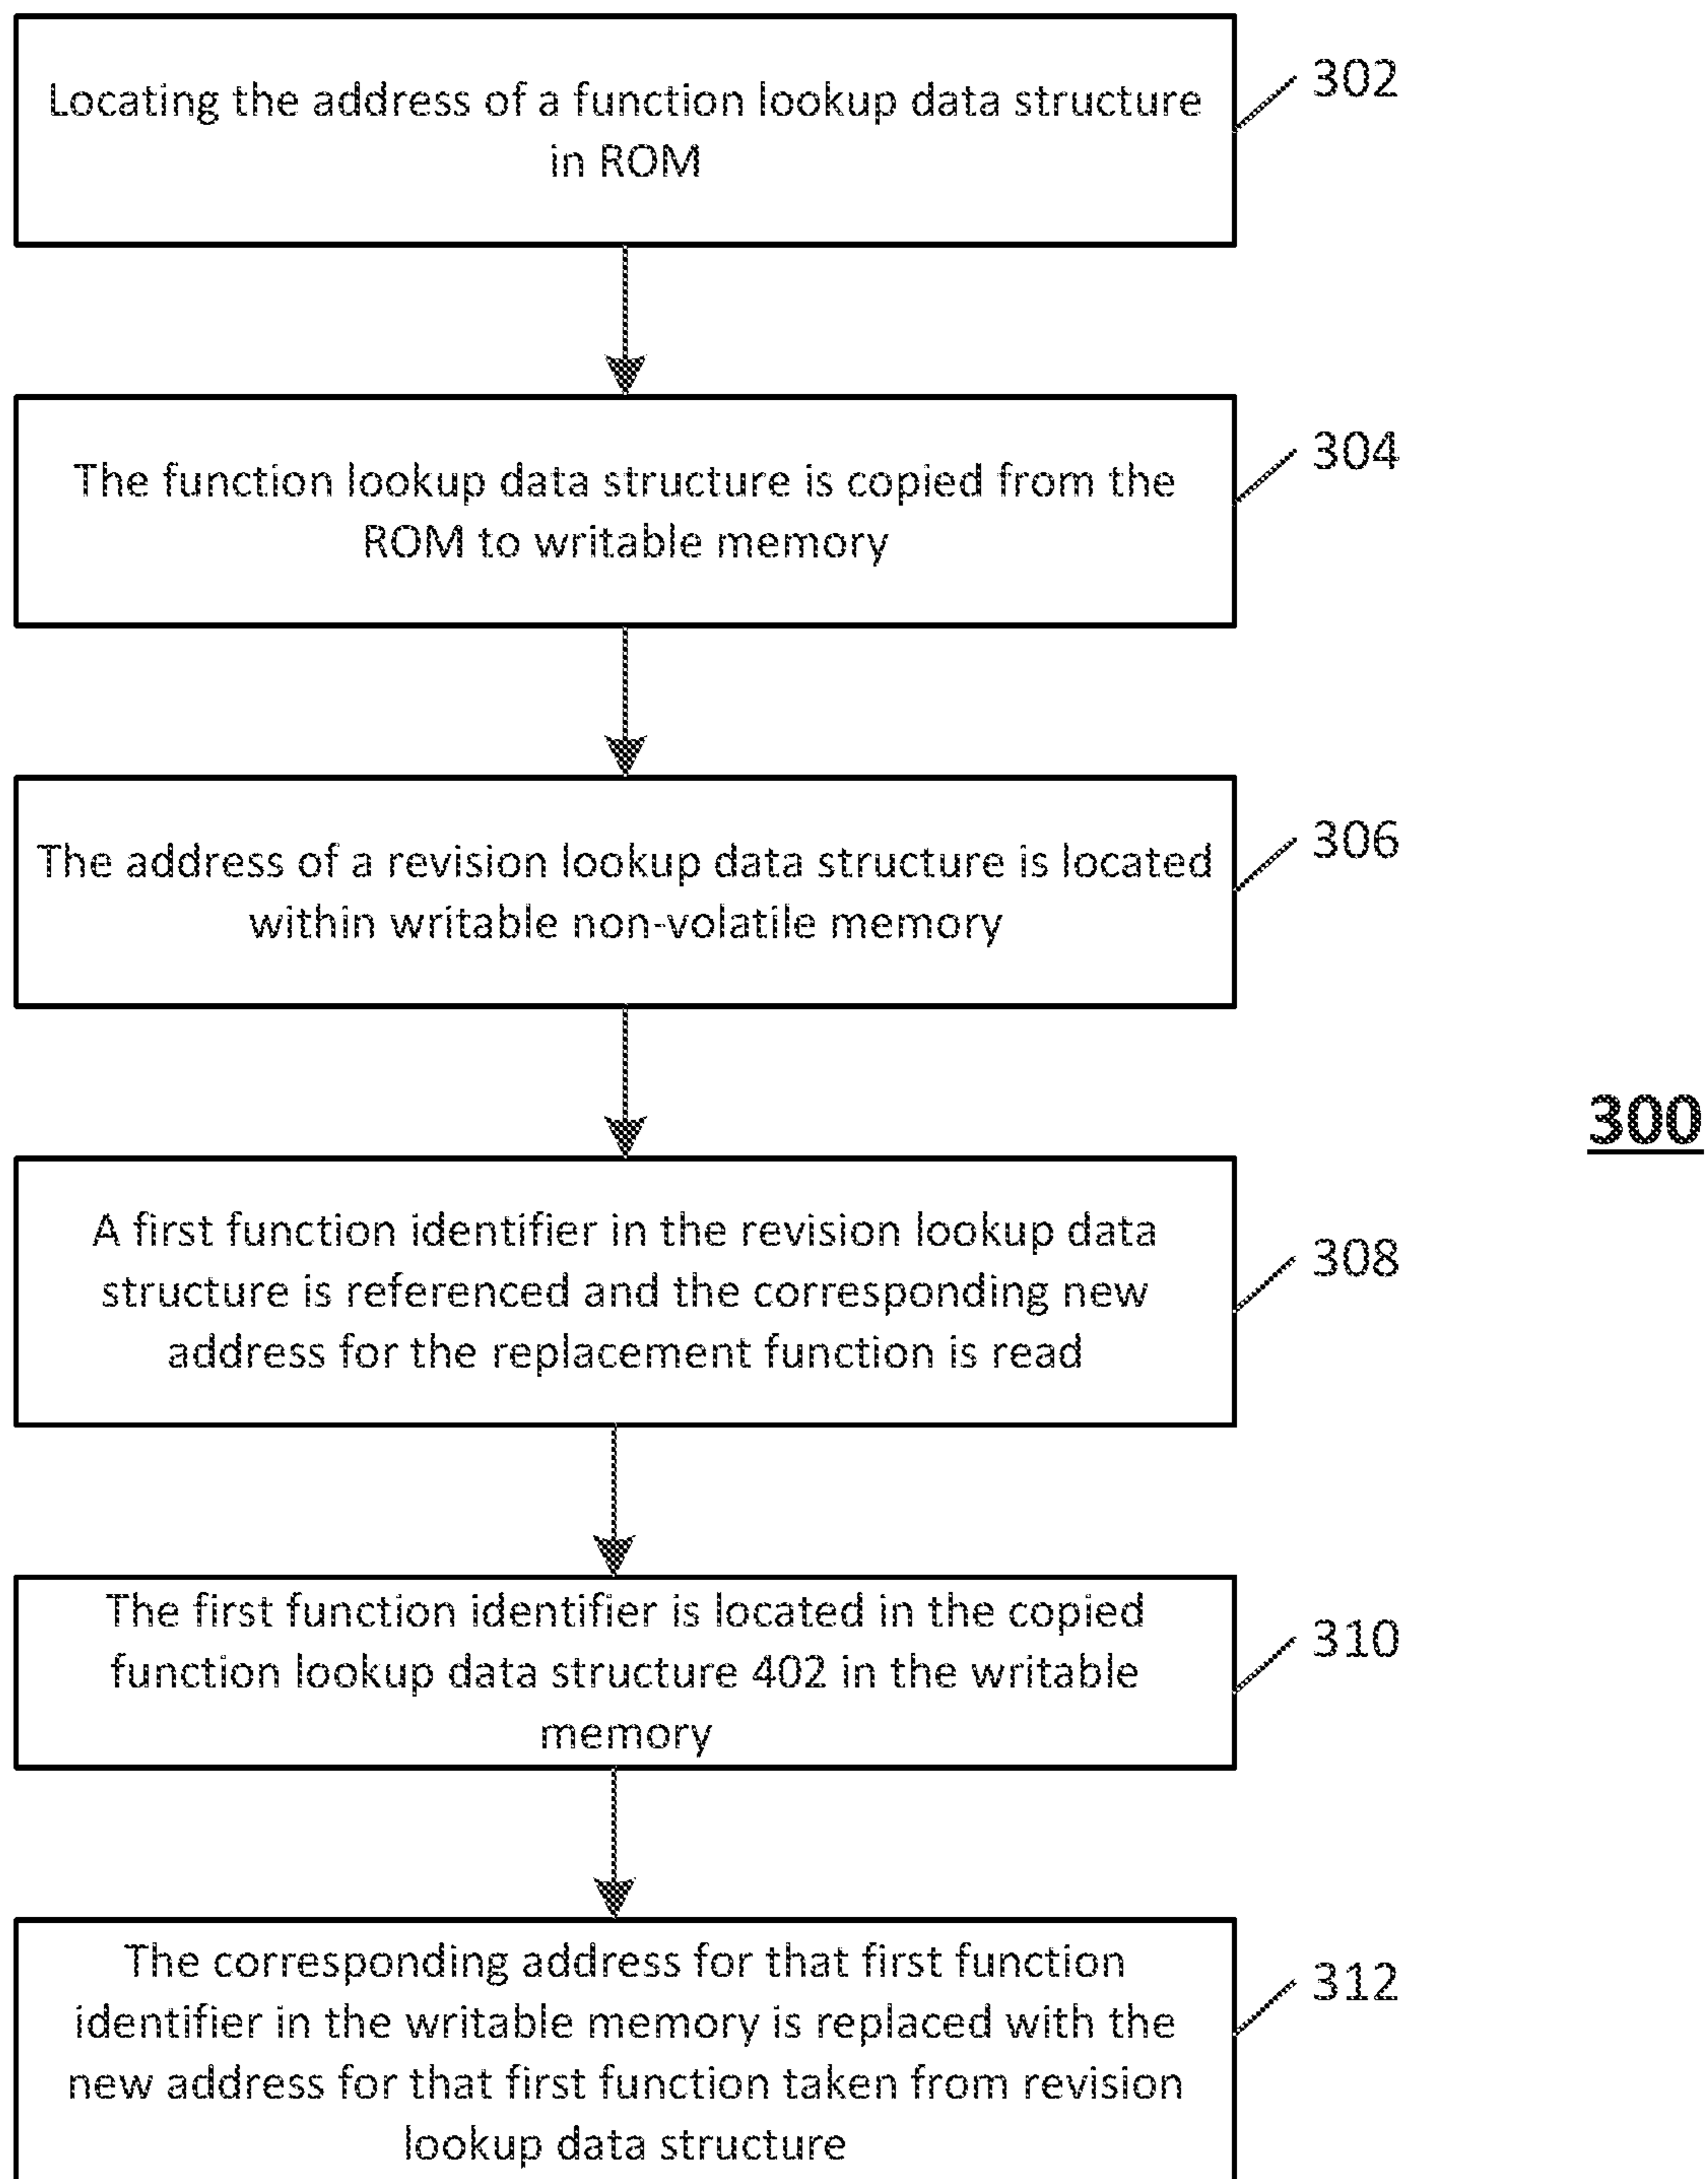 Locating the address of a function lookup data structure
in ROM
302
The function lookup data structure is copied from the
ROM to writable memory
304
The address of a revision lookup data structure is located
within writable non-volatile memory
306
300
A first function identifier in the revision lookup data
structure is referenced and the corresponding new
address for the replacement function is read
308
The first function identifier is located in the copied
function lookup data structure 402 in the writable
memory
310
The corresponding address for that first function
identifier in the writable memory is replaced with the
new address for that first function taken from revision
lookup data structure
312